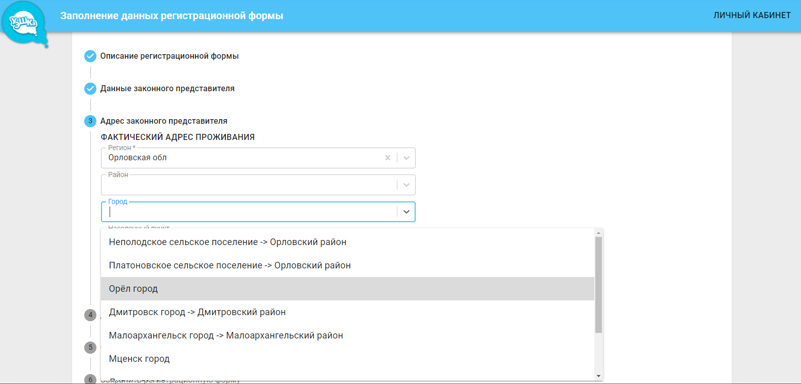 Заполнение данных регистрационной формы
ЛИЧНЫЙ КАБИНЕТ
Описание регистрационной формы
Данные законного представителя
3 Адрес законного представителя
ФАКТИЧЕСКИЙ АДРЕС ПРОЖИВАНИЯ
Регион *
Орловская обл
Район
Город
Неполодское сельское поселение -> Орловский район
Платоновское сельское поселение -> Орловский район
Орёл город
Дмитровск город -> Дмитровский район
4
Малоархангельск город -> Малоархангельский район
5
Мценск город
6